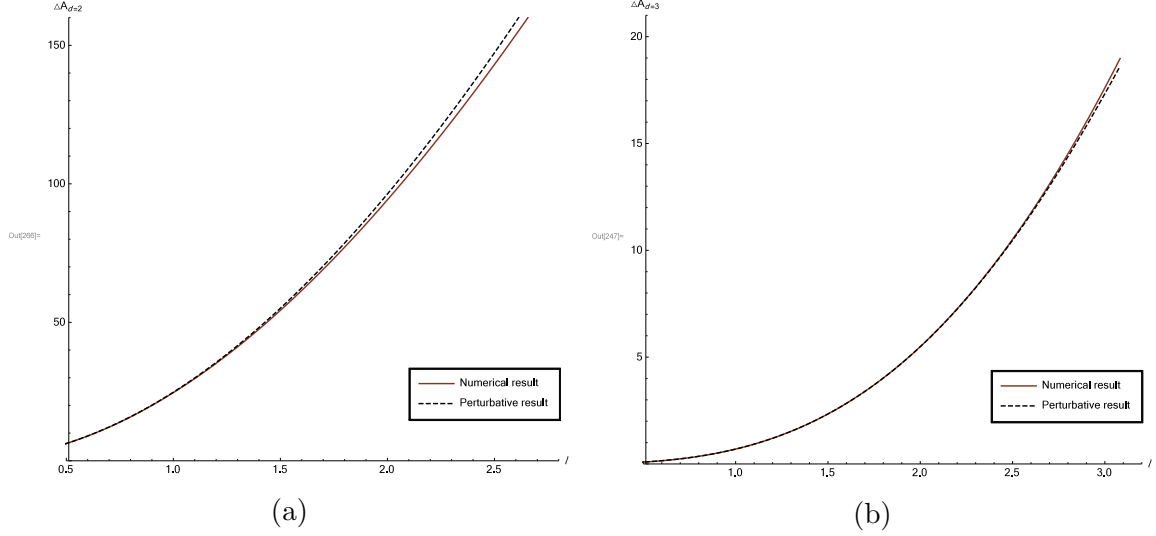 △A_{d=2}
150
100
50
Out[266]=
Numerical result
Perturbative result
0.5 1.0 1.5 2.0 2.5 l
(a)
△A_{d=3}
20
15
10
5
Out[247]=
Numerical result
Perturbative result
1.0 1.5 2.0 2.5 3.0 l
(b)